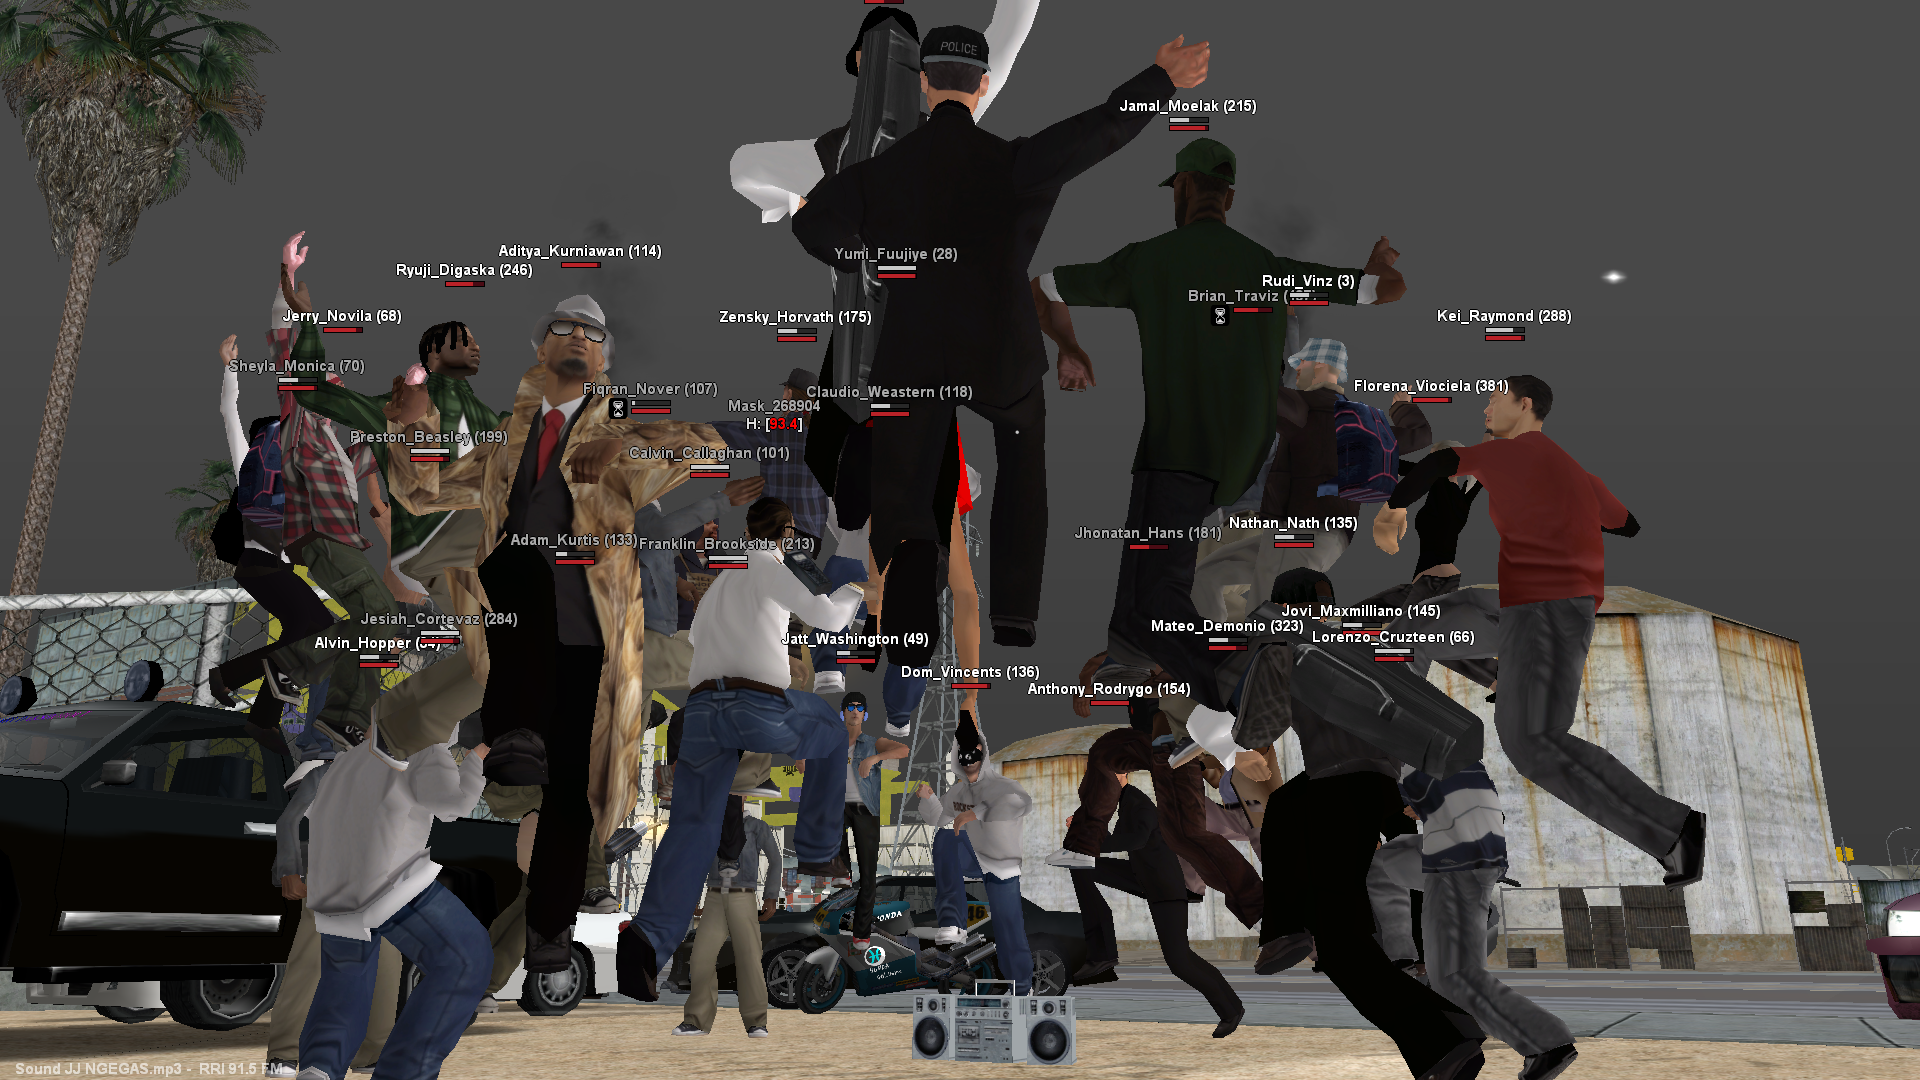 POLICE
Jamal_Moelak (215)
Aditya_Kurniawan (114)
Yumi_Fuujiye (28)
Ryuji_Digaska (246)
Rudi_Vinz (3)
Brian_Traviz
Jerry_Novila (68)
Zensky_Horvath (175)
Kei_Raymond (288)
Sheyla_Monica (70)
Fiqran_Nover (107)
Claudio_Weastern (118)
Florena_Viociela (381)
Mask_268904
H: [93.4]
Preston_Beasley (199)
Calvin_Callaghan (101)
Nathan_Nath (135)
Jhonatan_Hans (181)
Adam_Kurtis (133)
Franklin_Brookside (213)
Jovi_Maxmilliano (145)
Jesiah_Cortevaz (284)
Mateo_Demonio (323)
Lorenzo_Cruzteen (66)
Alvin_Hopper
Jatt_Washington (49)
Dom_Vincents (136)
Anthony_Rodrygo (154)
HONDA
46
Sound JJ NGEGAS.mp3 - RRI 91.5 FM